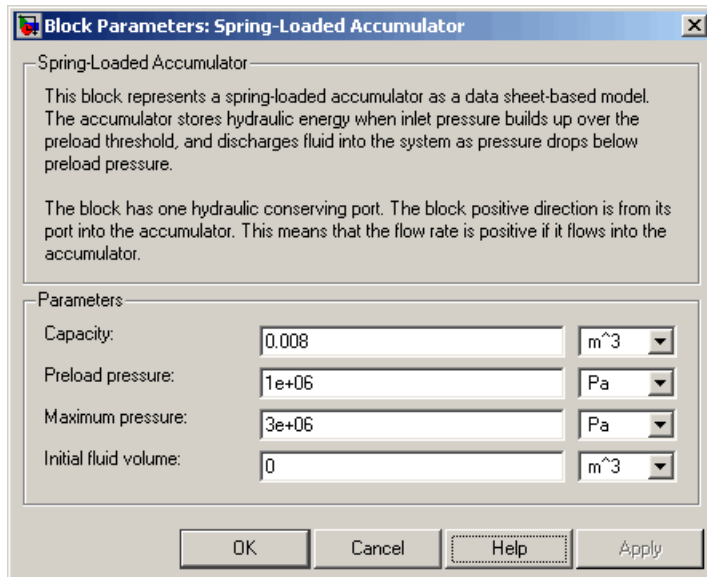 Block Parameters: Spring-Loaded Accumulator
Spring-Loaded Accumulator
This block represents a spring-loaded accumulator as a data sheet-based model.
The accumulator stores hydraulic energy when inlet pressure builds up over the
preload threshold, and discharges fluid into the system as pressure drops below
preload pressure.
The block has one hydraulic conserving port. The block positive direction is from its
port into the accumulator. This means that the flow rate is positive if it flows into the
accumulator.
Parameters
Capacity: 0.008 m^3
Preload pressure: 1e+06 Pa
Maximum pressure: 3e+06 Pa
Initial fluid volume: 0 m^3
OK Cancel Help Apply